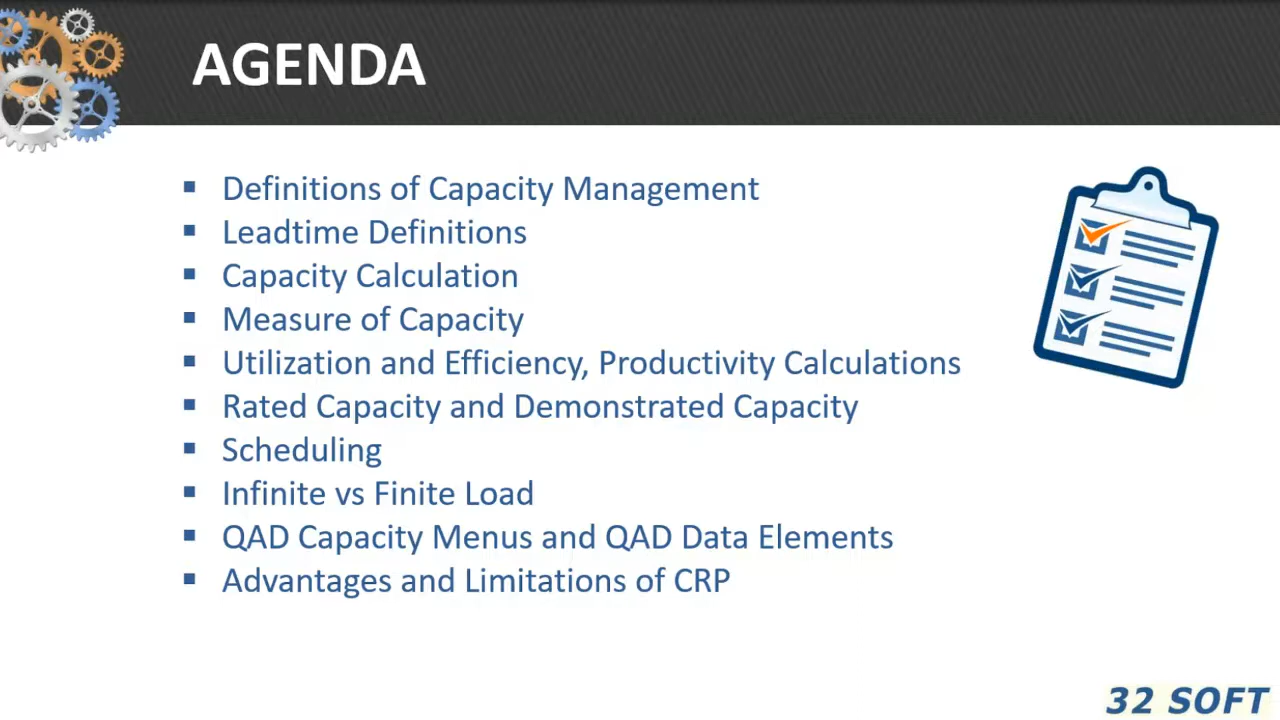 AGENDA
▪ Definitions of Capacity Management
▪ Leadtime Definitions
▪ Capacity Calculation
▪ Measure of Capacity
▪ Utilization and Efficiency, Productivity Calculations
▪ Rated Capacity and Demonstrated Capacity
▪ Scheduling
▪ Infinite vs Finite Load
▪ QAD Capacity Menus and QAD Data Elements
▪ Advantages and Limitations of CRP
32 SOFT